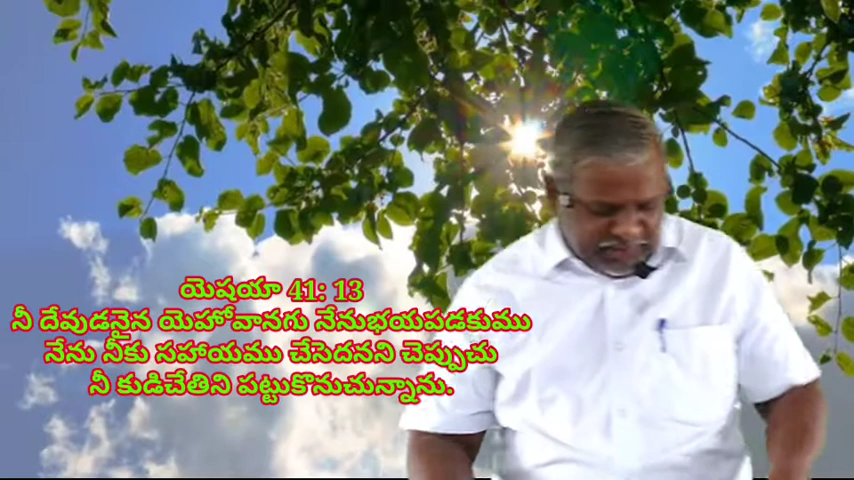 యెషయా 41: 13
నీ దేవుడనైన యెహోవానగు నేనుభయపడకుము
నేను నీకు సహాయము చేసెదనని చెప్పుచు
నీ కుడిచేతిని పట్టుకొనుచున్నాను.